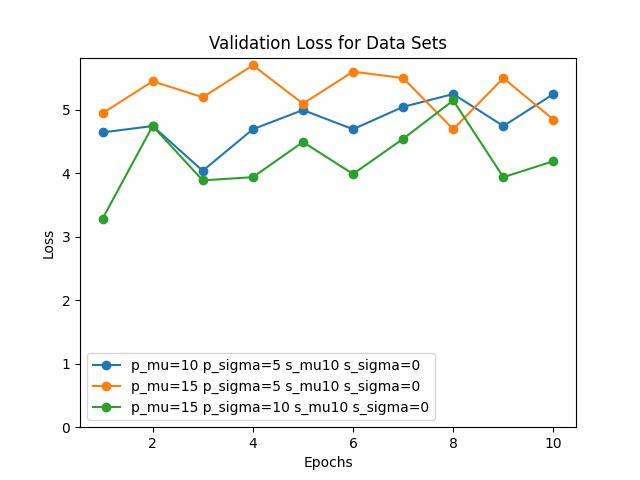 Validation Loss for Data Sets
5
4
3
2
1
0
Loss
p_mu=10 p_sigma=5 s_mu10 s_sigma=0
p_mu=15 p_sigma=5 s_mu10 s_sigma=0
p_mu=15 p_sigma=10 s_mu10 s_sigma=0
2 4 6 8 10
Epochs